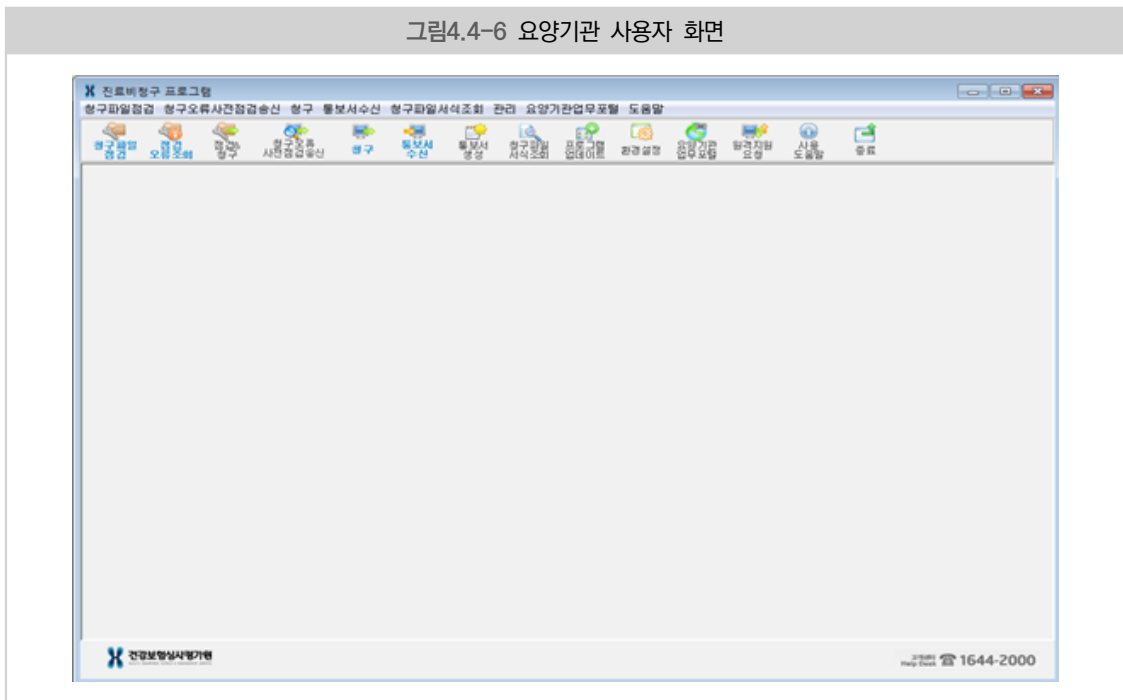 그림4.4-6 요양기관 사용자 화면
진료비청구 프로그램
청구파일점검 청구오류사전점검송신 청구 통보서수신 청구파일서식조회 관리 요양기관업무포털 도움말
청구파일 점검
점검 오류조회
점검 청구
청구오류 사전점검송신
청구
통보서 수신
통보서 생성
청구파일 서식조회
프로그램 업데이트
환경설정
요양기관 업무포털
원격지원 요청
사용 도움말
종료
건강보험심사평가원
고객센터
Help Desk
1644-2000